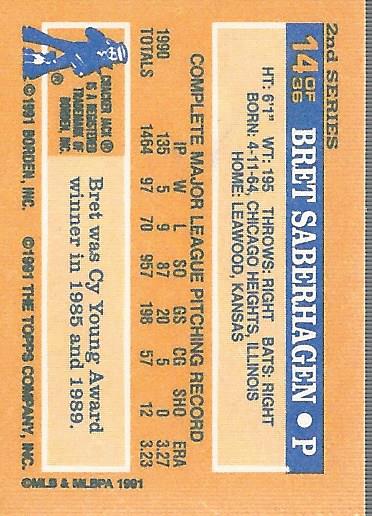 2nd SERIES
14 OF 36 BRET SABERHAGEN • P
HT: 6'1" WT: 195 THROWS: RIGHT BATS: RIGHT
BORN: 4-11-64, CHICAGO HEIGHTS, ILLINOIS
HOME: LEAWOOD, KANSAS
COMPLETE MAJOR LEAGUE PITCHING RECORD
IP W L SO GS CG SHO ERA
1990 135 5 9 87 20 5 0 3.27
TOTALS 1464 97 70 957 198 57 12 3.23
CRACKER JACK®
IS A REGISTERED
TRADEMARK OF
BORDEN, INC.
®
Bret was Cy Young Award
winner in 1985 and 1989.
©1991 BORDEN, INC. ©1991 THE TOPPS COMPANY, INC.
©MLB & MLBPA 1991